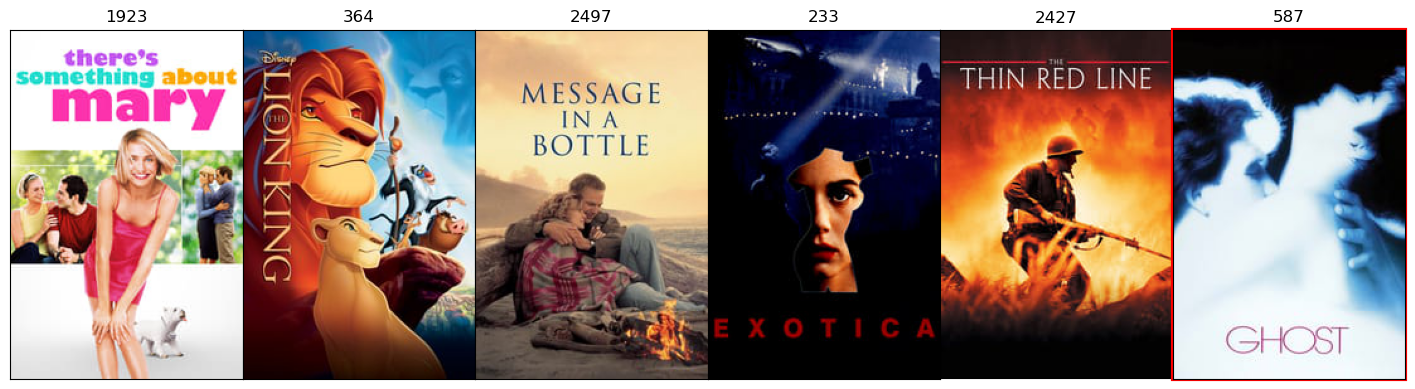 1923
364
2497
233
2427
587
there's
something about
mary
Disney
THE
LION KING
MESSAGE
IN A
BOTTLE
EXOTICA
THE
THIN RED LINE
GHOST